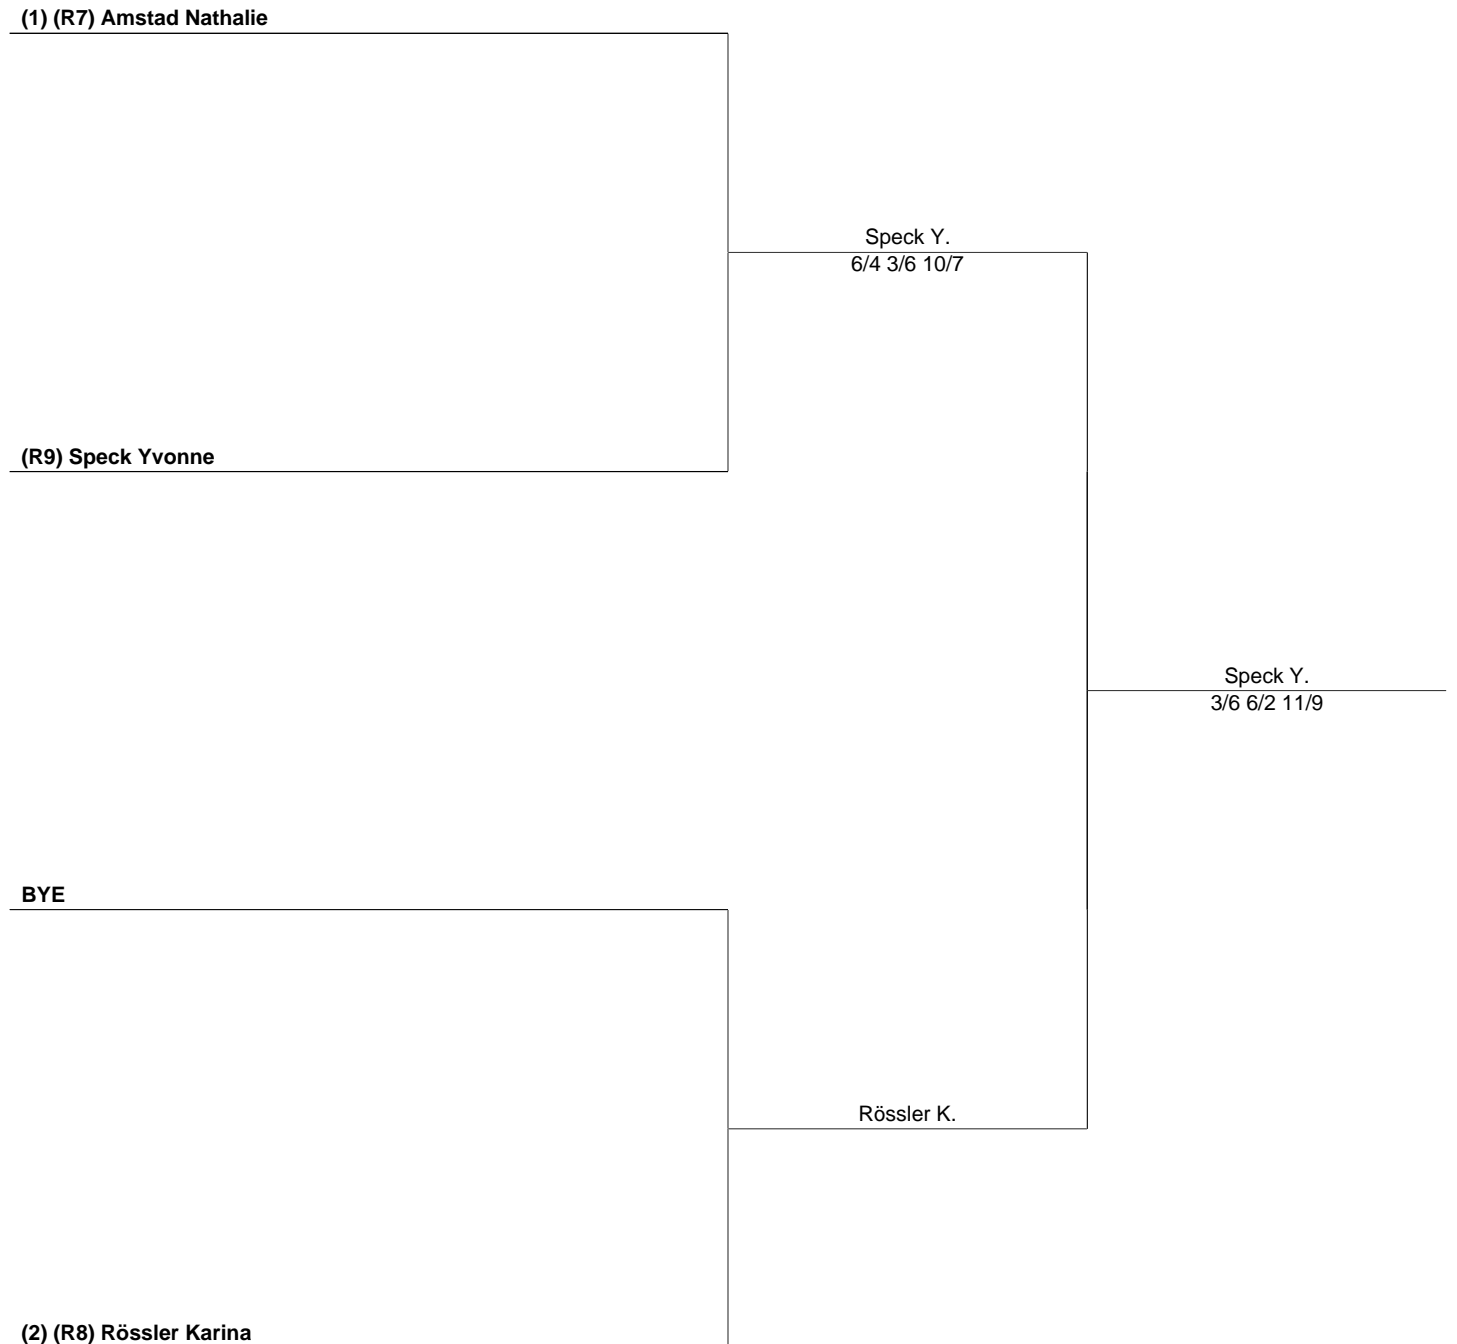 (1) (R7) Amstad Nathalie
Speck Y.
6/4 3/6 10/7
(R9) Speck Yvonne
Speck Y.
3/6 6/2 11/9
BYE
Rössler K.
(2) (R8) Rössler Karina